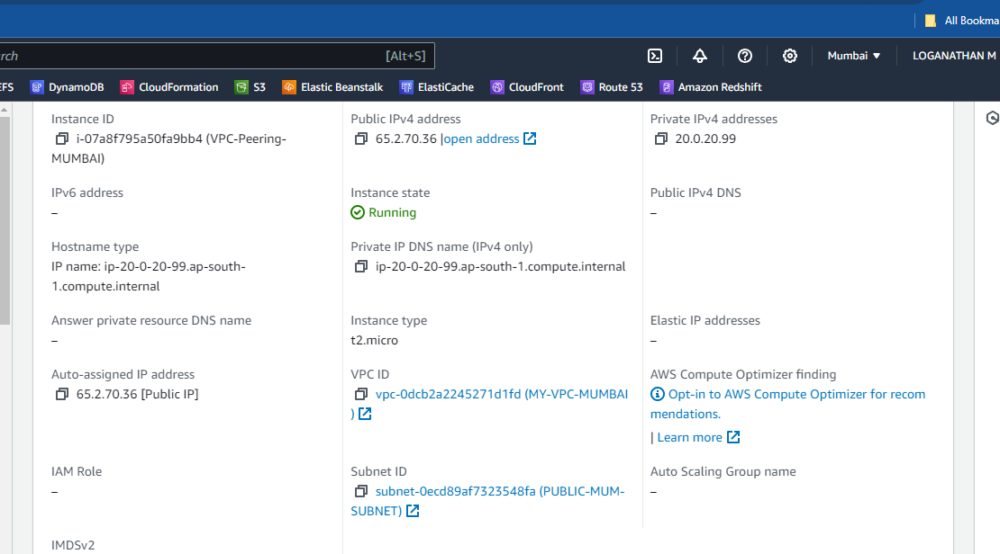 All Bookma
rch
[Alt+S]
Mumbai ▼
LOGANATHAN M
EFS
DynamoDB
CloudFormation
S3
Elastic Beanstalk
ElastiCache
CloudFront
Route 53
Amazon Redshift
Instance ID
i-07a8f795a50fa9bb4 (VPC-Peering-
MUMBAI)
Public IPv4 address
65.2.70.36 |open address
Private IPv4 addresses
20.0.20.99
IPv6 address
–
Instance state
Running
Public IPv4 DNS
–
Hostname type
IP name: ip-20-0-20-99.ap-south-
1.compute.internal
Private IP DNS name (IPv4 only)
ip-20-0-20-99.ap-south-1.compute.internal
Answer private resource DNS name
–
Instance type
t2.micro
Elastic IP addresses
–
Auto-assigned IP address
65.2.70.36 [Public IP]
VPC ID
vpc-0dcb2a2245271d1fd (MY-VPC-MUMBAI
)
AWS Compute Optimizer finding
Opt-in to AWS Compute Optimizer for recom
mendations.
| Learn more
IAM Role
–
Subnet ID
subnet-0ecd89af7323548fa (PUBLIC-MUM-
SUBNET)
Auto Scaling Group name
–
IMDSv2